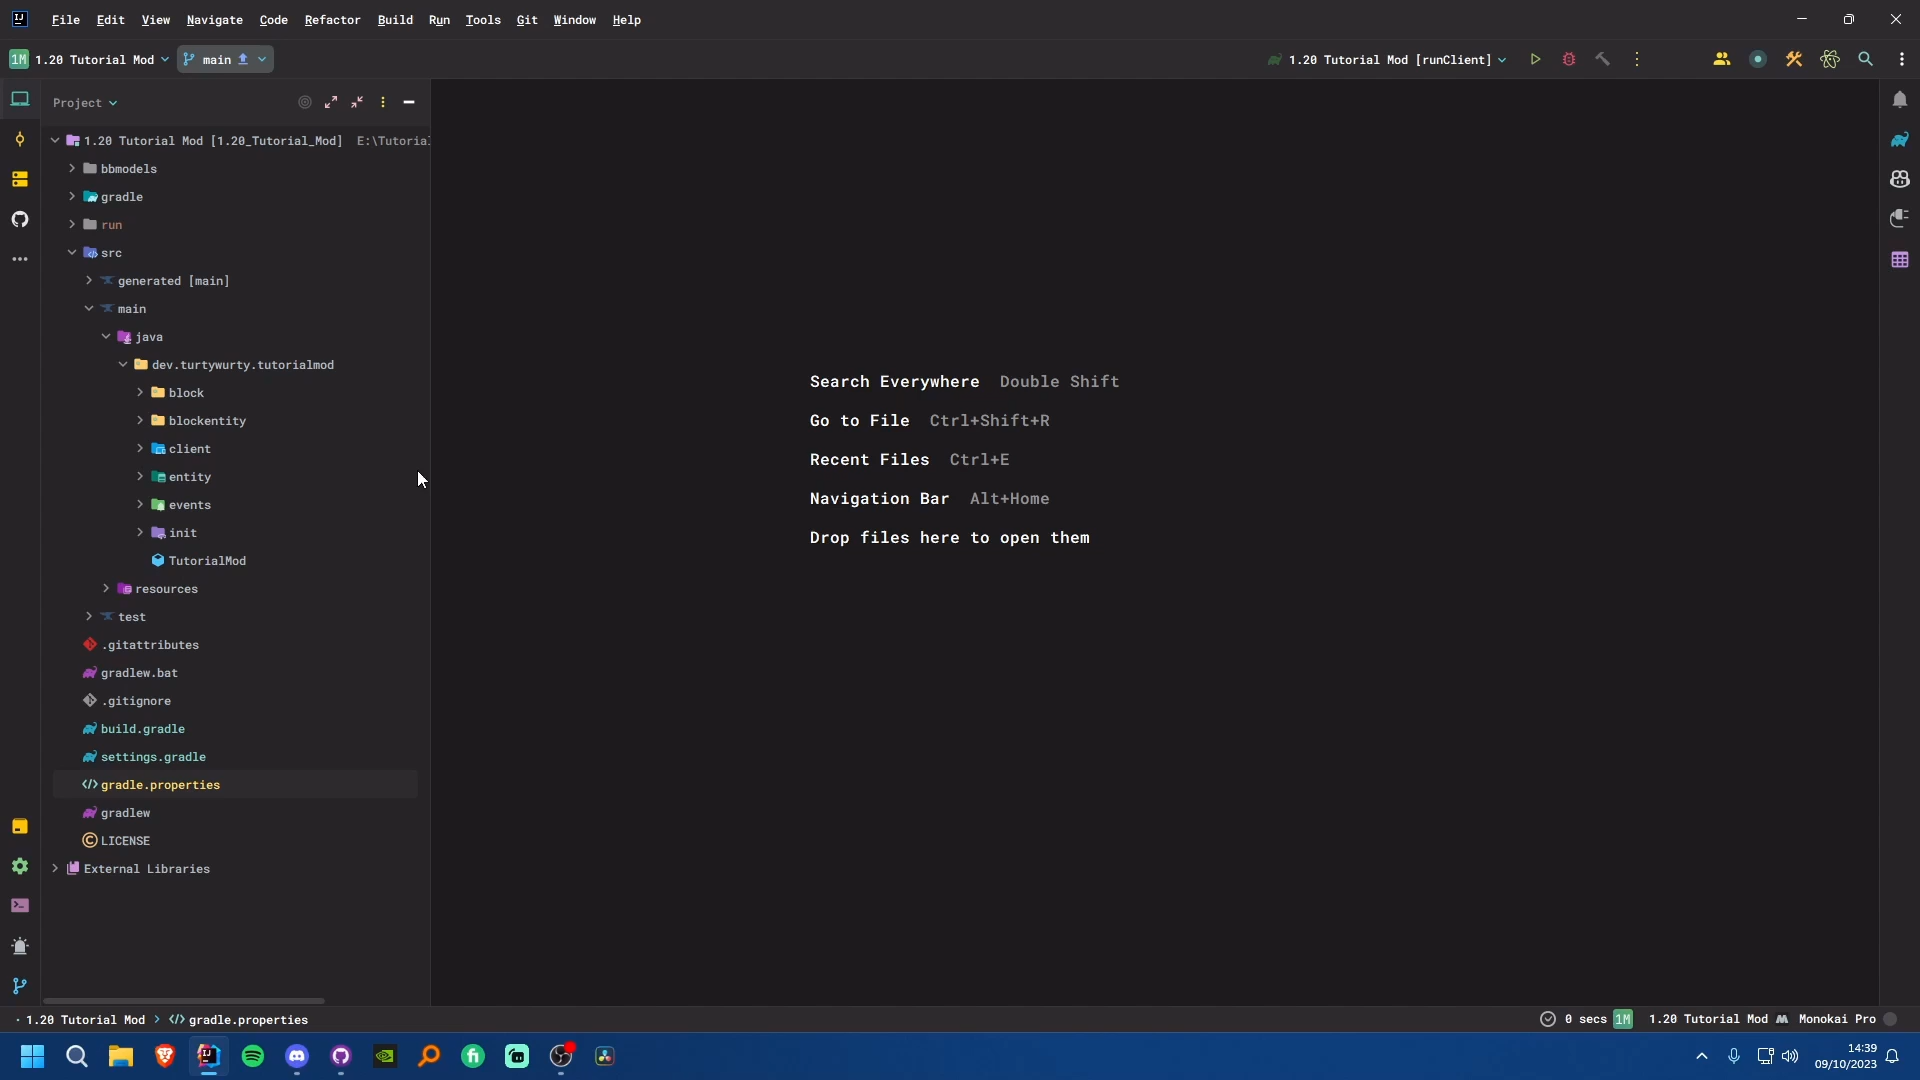 File Edit View Navigate Code Refactor Build Run Tools Git Window Help
1M 1.20 Tutorial Mod main 1.20 Tutorial Mod [runClient]
Project
1.20 Tutorial Mod [1.20_Tutorial_Mod] E:\Tutorial
bbmodels
gradle
run
src
generated [main]
main
java
dev.turtywurty.tutorialmod
block
blockentity
client
entity
events
init
TutorialMod
resources
test
.gitattributes
gradlew.bat
.gitignore
build.gradle
settings.gradle
gradle.properties
gradlew
LICENSE
External Libraries
Search Everywhere Double Shift
Go to File Ctrl+Shift+R
Recent Files Ctrl+E
Navigation Bar Alt+Home
Drop files here to open them
1.20 Tutorial Mod gradle.properties 0 secs 1M 1.20 Tutorial Mod Monokai Pro
14:39
09/10/2023